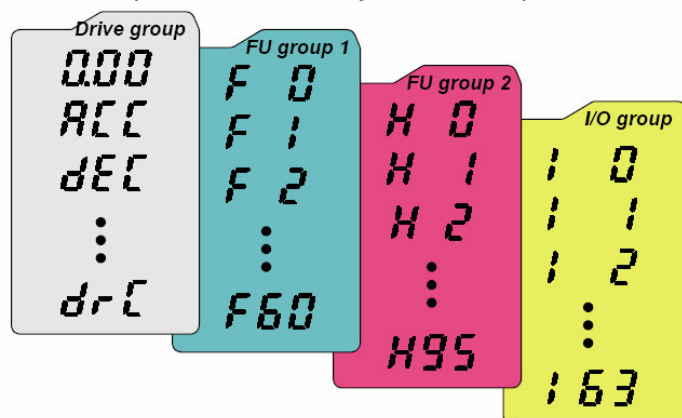 Drive group
0.00
ACC
dEC
drC
FU group 1
F 0
F 1
F 2
F60
FU group 2
H 0
H 1
H 2
H95
I/O group
I 0
I 1
I 2
I 63